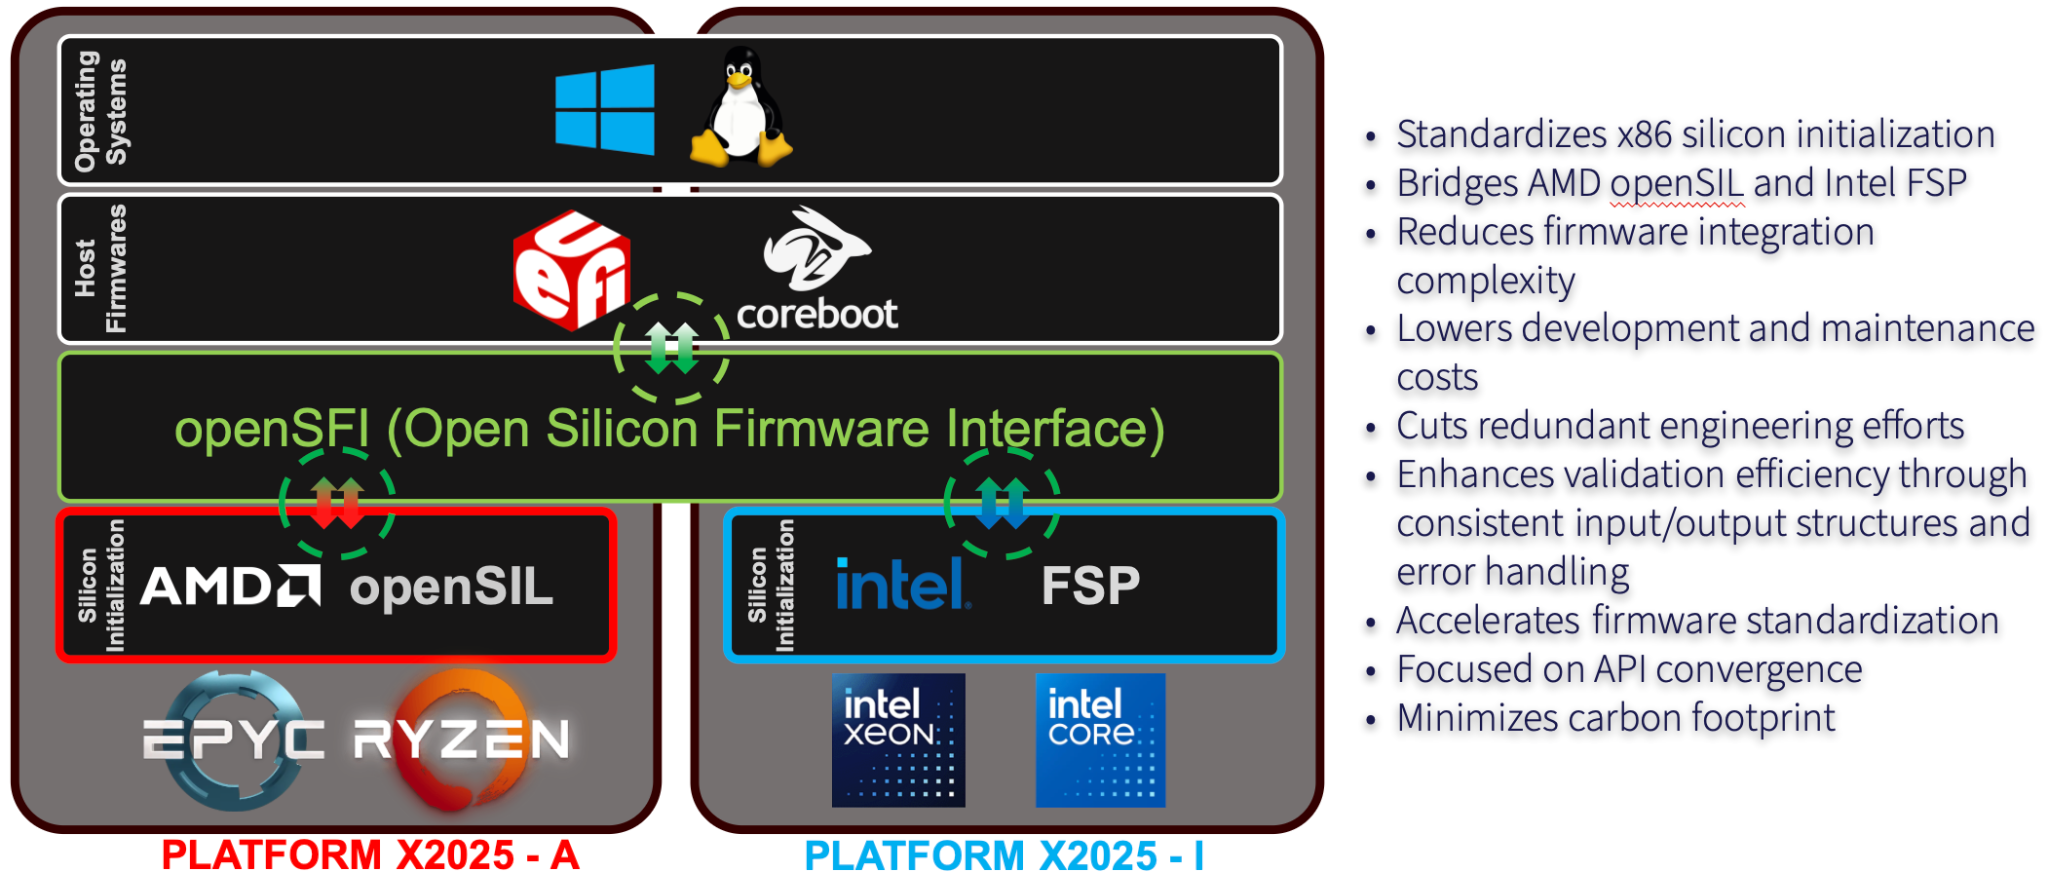 Operating
Systems
Host
Firmwares
UEFI
coreboot
openSFI (Open Silicon Firmware Interface)
Silicon
Initialization
AMD openSIL
Silicon
Initialization
intel. FSP
EPYC RYZEN
intel
XEON
intel
CORE
PLATFORM X2025 - A
PLATFORM X2025 - I
• Standardizes x86 silicon initialization
• Bridges AMD openSIL and Intel FSP
• Reduces firmware integration
complexity
• Lowers development and maintenance
costs
• Cuts redundant engineering efforts
• Enhances validation efficiency through
consistent input/output structures and
error handling
• Accelerates firmware standardization
• Focused on API convergence
• Minimizes carbon footprint